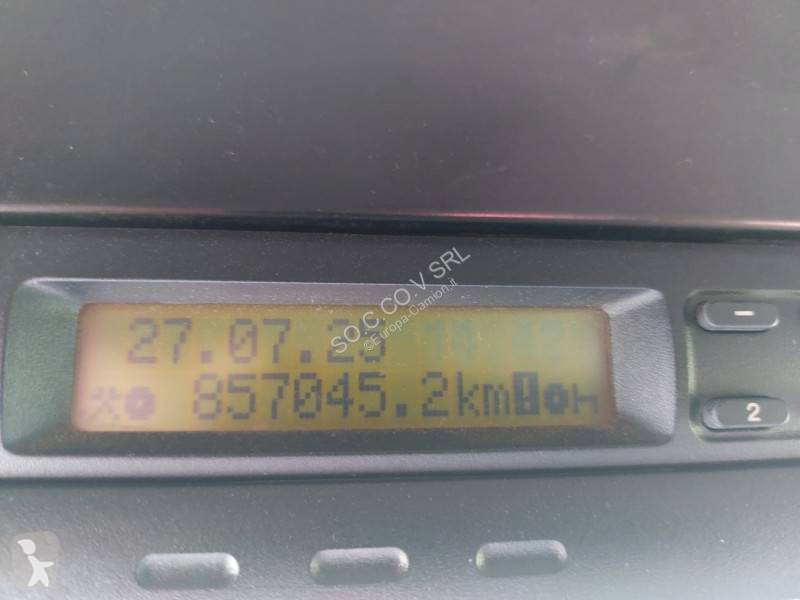 SO.C.CO.V SRL
©Europa-Camion.it
27.07.23
857045.2km
-
2